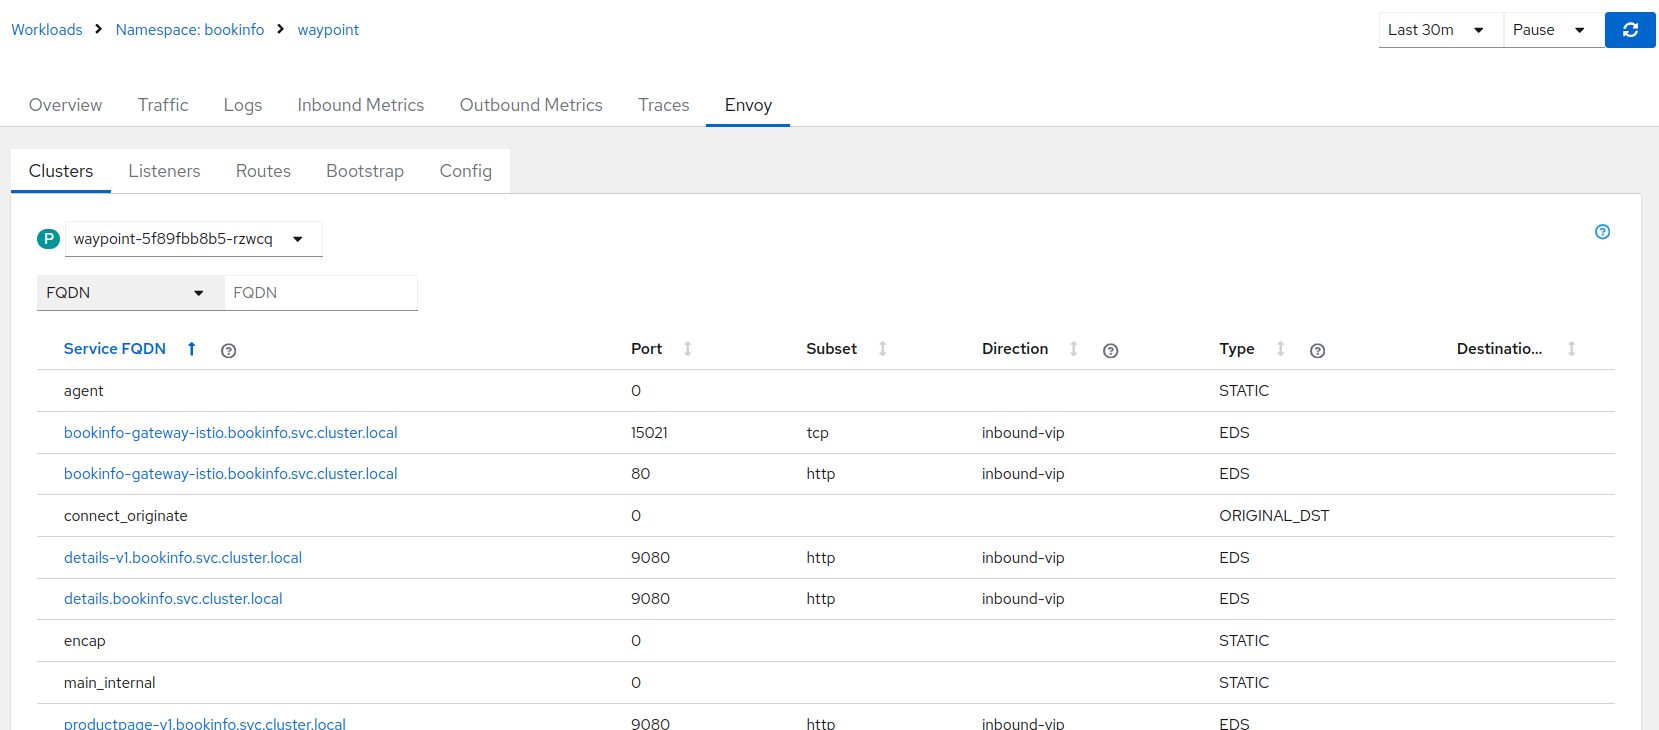 Workloads > Namespace: bookinfo > waypoint
Last 30m Pause
Overview Traffic Logs Inbound Metrics Outbound Metrics Traces Envoy
Clusters Listeners Routes Bootstrap Config
P waypoint-5f89fbb8b5-rzwcq
FQDN FQDN
Service FQDN Port Subset Direction Type Destinatio...
agent 0 STATIC
bookinfo-gateway-istio.bookinfo.svc.cluster.local 15021 tcp inbound-vip EDS
bookinfo-gateway-istio.bookinfo.svc.cluster.local 80 http inbound-vip EDS
connect_originate 0 ORIGINAL_DST
details-v1.bookinfo.svc.cluster.local 9080 http inbound-vip EDS
details.bookinfo.svc.cluster.local 9080 http inbound-vip EDS
encap 0 STATIC
main_internal 0 STATIC
productpage-v1.bookinfo.svc.cluster.local 9080 http inbound-vip EDS